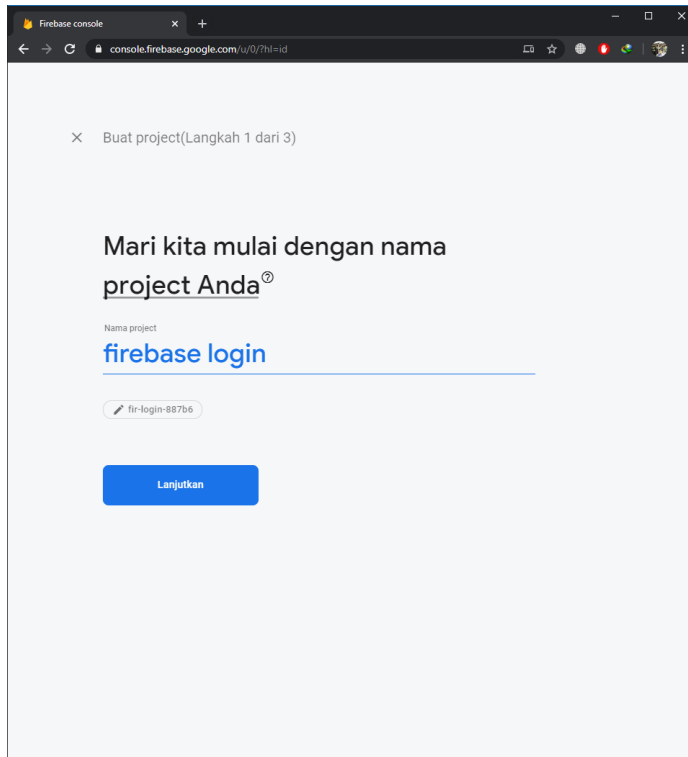 Firebase console
console.firebase.google.com/u/0/?hl=id
Buat project(Langkah 1 dari 3)
Mari kita mulai dengan nama
project Anda
Nama project
firebase login
fir-login-887b6
Lanjutkan